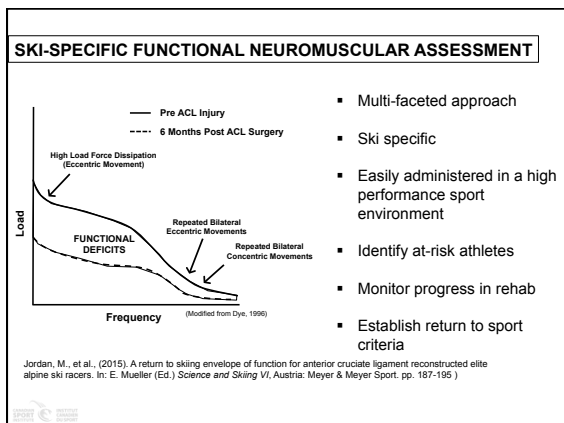 SKI-SPECIFIC FUNCTIONAL NEUROMUSCULAR ASSESSMENT
Pre ACL Injury
6 Months Post ACL Surgery
High Load Force Dissipation
(Eccentric Movement)
Load
FUNCTIONAL
DEFICITS
Repeated Bilateral
Eccentric Movements
Repeated Bilateral
Concentric Movements
Frequency
(Modified from Dye, 1996)
▪ Multi-faceted approach
▪ Ski specific
▪ Easily administered in a high
performance sport
environment
▪ Identify at-risk athletes
▪ Monitor progress in rehab
▪ Establish return to sport
criteria
Jordan, M., et al., (2015). A return to skiing envelope of function for anterior cruciate ligament reconstructed elite
alpine ski racers. In: E. Mueller (Ed.) Science and Skiing VI, Austria: Meyer & Meyer Sport. pp. 187-195 )